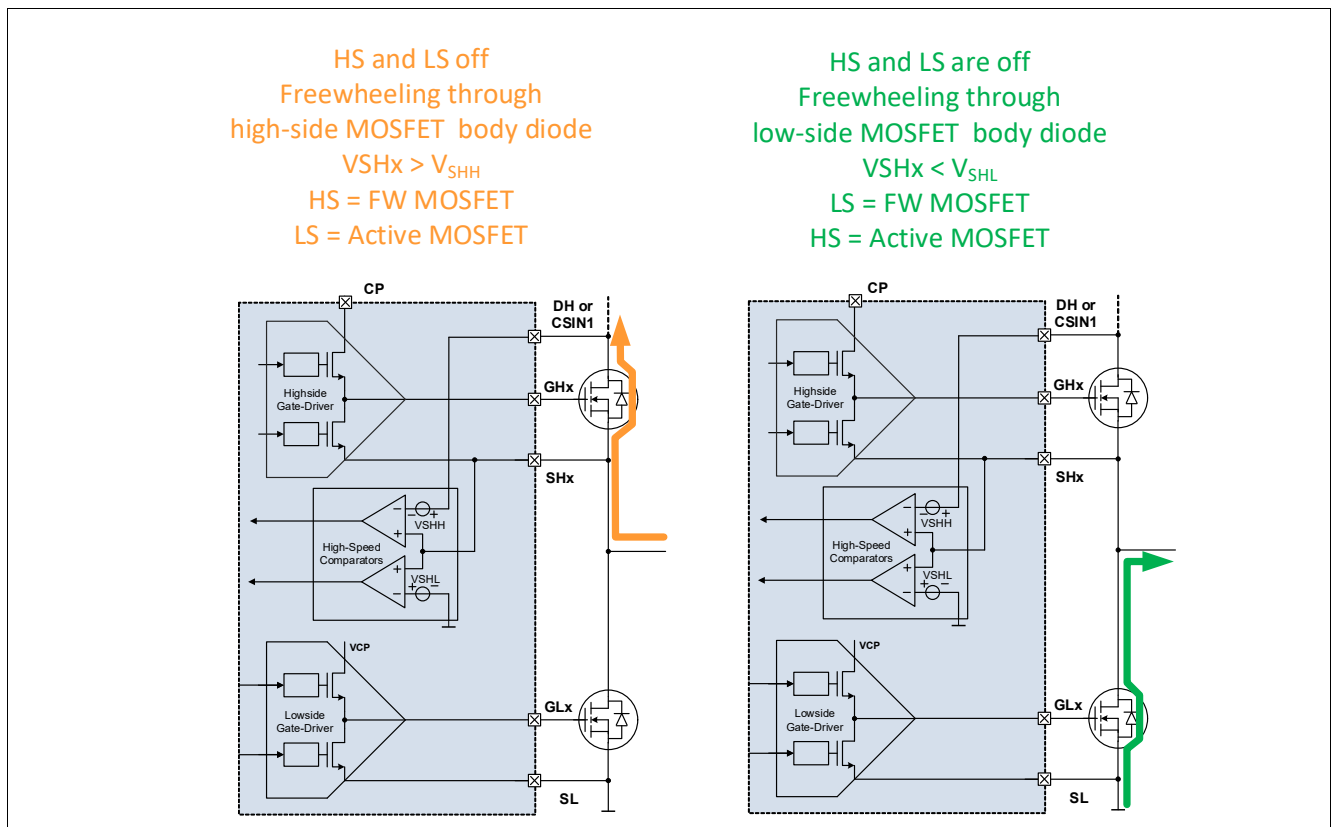 HS and LS off
Freewheeling through
high-side MOSFET body diode
VSHx > VSHH
HS = FW MOSFET
LS = Active MOSFET
HS and LS are off
Freewheeling through
low-side MOSFET body diode
VSHx < VSHL
LS = FW MOSFET
HS = Active MOSFET
CP
DH or
CSIN1
Highside
Gate-Driver
GHx
SHx
− +
VSHH
−
+
High-Speed
Comparators
+
VSHL
+ −
−
VCP
Lowside
Gate-Driver
GLx
SL
CP
DH or
CSIN1
Highside
Gate-Driver
GHx
SHx
− +
VSHH
−
+
High-Speed
Comparators
+
VSHL
+ −
−
VCP
Lowside
Gate-Driver
GLx
SL